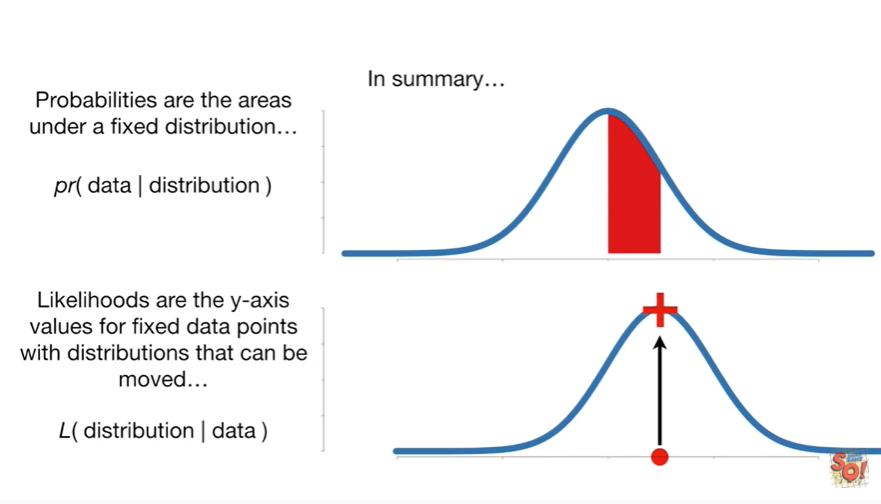 In summary…
Probabilities are the areas
under a fixed distribution…
pr( data | distribution )
Likelihoods are the y-axis
values for fixed data points
with distributions that can be
moved…
L( distribution | data )
SQ!